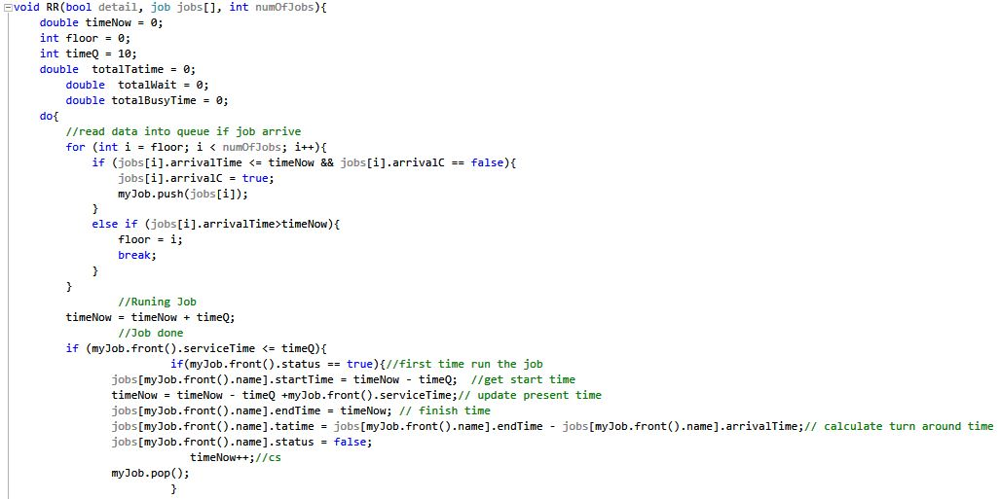 void RR(bool detail, job jobs[], int numOfJobs){
    double timeNow = 0;
    int floor = 0;
    int timeQ = 10;
    double  totalTatime = 0;
        double  totalWait = 0;
        double totalBusyTime = 0;
    do{
        //read data into queue if job arrive
        for (int i = floor; i < numOfJobs; i++){
            if (jobs[i].arrivalTime <= timeNow && jobs[i].arrivalC == false){
                jobs[i].arrivalC = true;
                myJob.push(jobs[i]);
            }
            else if (jobs[i].arrivalTime>timeNow){
                floor = i;
                break;
            }
        }
                //Runing Job
        timeNow = timeNow + timeQ;
                //Job done
        if (myJob.front().serviceTime <= timeQ){
                        if(myJob.front().status == true){//first time run the job
               jobs[myJob.front().name].startTime = timeNow - timeQ;  //get start time
               timeNow = timeNow - timeQ +myJob.front().serviceTime;// update present time
               jobs[myJob.front().name].endTime = timeNow; // finish time
               jobs[myJob.front().name].tatime = jobs[myJob.front().name].endTime - jobs[myJob.front().name].arrivalTime;// calculate turn around time
               jobs[myJob.front().name].status = false;
                           timeNow++;//cs
               myJob.pop();
                        }